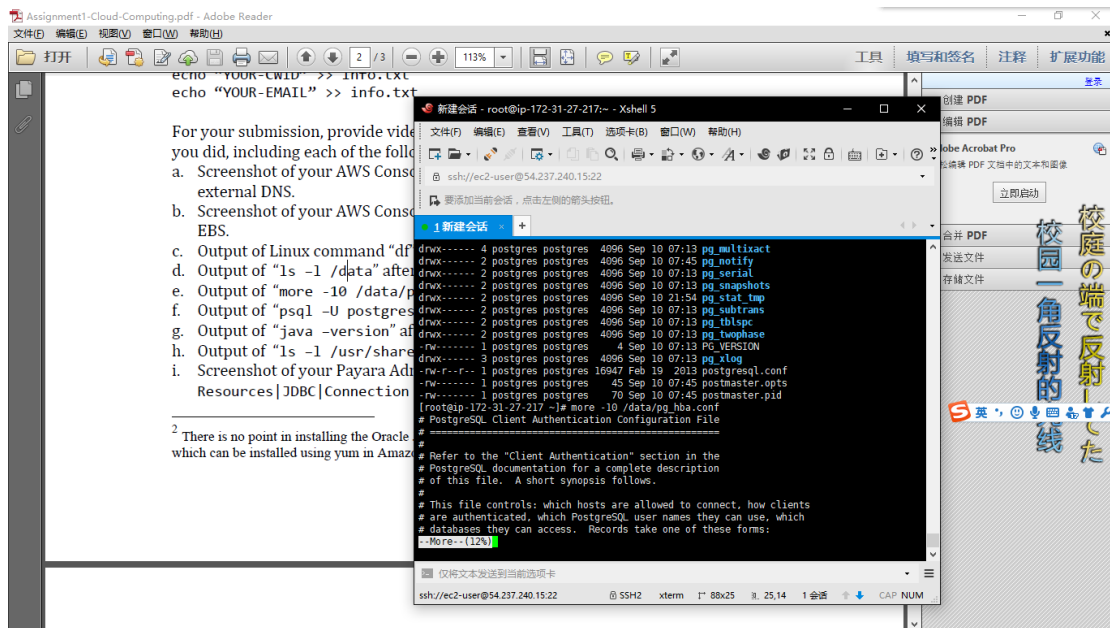 Assignment1-Cloud-Computing.pdf - Adobe Reader
文件(F) 编辑(E) 视图(V) 窗口(W) 帮助(H)
打开 2 / 3 113% 工具 填写和签名 注释 扩展功能
登录
echo “YOUR-CWID” >> info.txt
echo “YOUR-EMAIL” >> info.txt
For your submission, provide vide
you did, including each of the follo
a. Screenshot of your AWS Conso
external DNS.
b. Screenshot of your AWS Conso
EBS.
c. Output of Linux command “df”
d. Output of “ls –l /data” after
e. Output of “more -10 /data/p
f. Output of “psql –U postgres
g. Output of “java –version” af
h. Output of “ls –l /usr/share
i. Screenshot of your Payara Adm
Resources|JDBC|Connection
2 There is no point in installing the Oracle
which can be installed using yum in Amazo
新建会话 - root@ip-172-31-27-217:~ - Xshell 5
文件(F) 编辑(E) 查看(V) 工具(T) 选项卡(B) 窗口(W) 帮助(H)
ssh://ec2-user@54.237.240.15:22
要添加当前会话，点击左侧的箭头按钮。
1 新建会话
drwx------ 4 postgres postgres 4096 Sep 10 07:13 pg_multixact
drwx------ 2 postgres postgres 4096 Sep 10 07:45 pg_notify
drwx------ 2 postgres postgres 4096 Sep 10 07:13 pg_serial
drwx------ 2 postgres postgres 4096 Sep 10 07:13 pg_snapshots
drwx------ 2 postgres postgres 4096 Sep 10 21:54 pg_stat_tmp
drwx------ 2 postgres postgres 4096 Sep 10 07:13 pg_subtrans
drwx------ 2 postgres postgres 4096 Sep 10 07:13 pg_tblspc
drwx------ 2 postgres postgres 4096 Sep 10 07:13 pg_twophase
-rw------- 1 postgres postgres 4 Sep 10 07:13 PG_VERSION
drwx------ 3 postgres postgres 4096 Sep 10 07:13 pg_xlog
-rw-r--r-- 1 postgres postgres 16947 Feb 19 2013 postgresql.conf
-rw------- 1 postgres postgres 45 Sep 10 07:45 postmaster.opts
-rw------- 1 postgres postgres 70 Sep 10 07:45 postmaster.pid
[root@ip-172-31-27-217 ~]# more -10 /data/pg_hba.conf
# PostgreSQL Client Authentication Configuration File
# ===================================================
#
# Refer to the "Client Authentication" section in the
# PostgreSQL documentation for a complete description
# of this file. A short synopsis follows.
#
# This file controls: which hosts are allowed to connect, how clients
# are authenticated, which PostgreSQL user names they can use, which
# databases they can access. Records take one of these forms:
--More--(12%)
仅将文本发送到当前选项卡
ssh://ec2-user@54.237.240.15:22 SSH2 xterm 88x25 25,14 1 会话 CAP NUM
创建 PDF
编辑 PDF
dobe Acrobat Pro
松编辑 PDF 文档中的文本和图像
立即启动
合并 PDF
发送文件
存储文件
校庭の端で反射してた
校园一角反射的
线
英